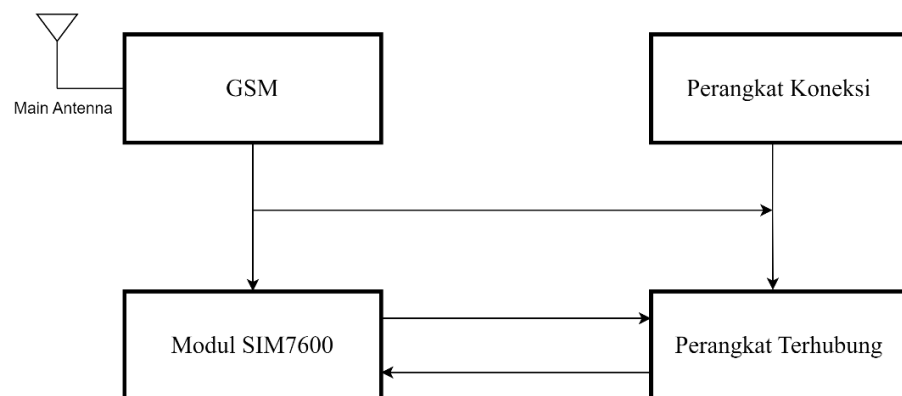 GSM
Perangkat Koneksi
Main Antenna
Modul SIM7600
Perangkat Terhubung